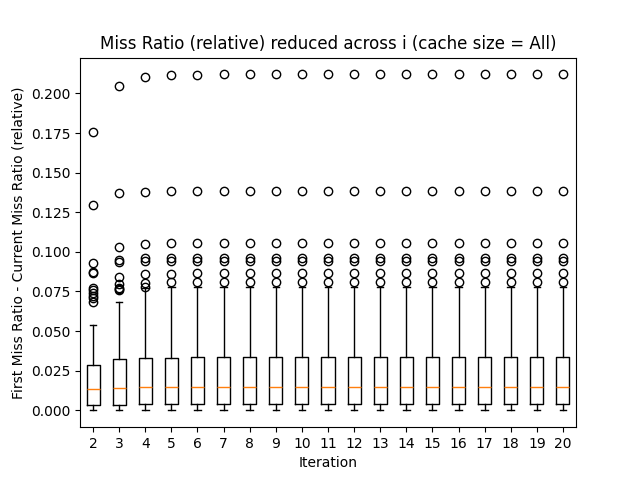 Miss Ratio (relative) reduced across i (cache size = All)
First Miss Ratio - Current Miss Ratio (relative)
0.200
0.175
0.150
0.125
0.100
0.075
0.050
0.025
0.000
2 3 4 5 6 7 8 9 10 11 12 13 14 15 16 17 18 19 20
Iteration